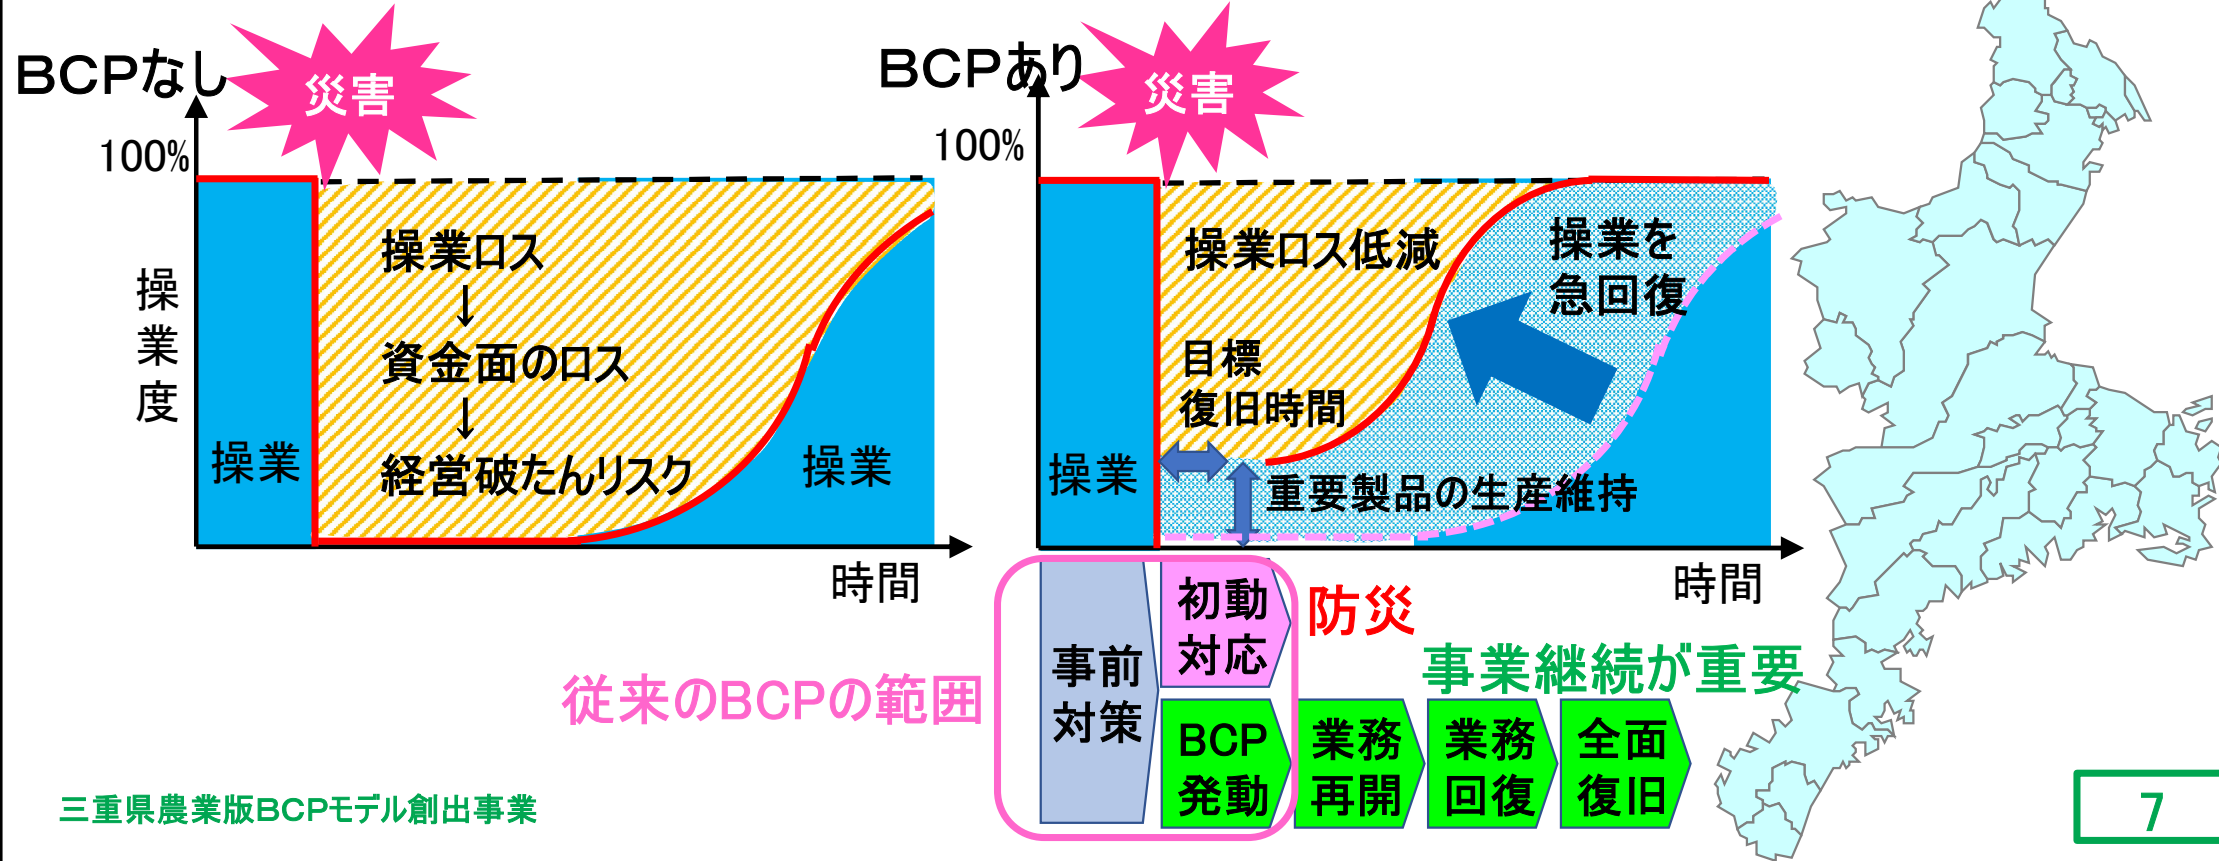 BCPなし
災害
100%
操業度
操業
操業ロス
↓
資金面のロス
↓
経営破たんリスク
操業
時間
BCPあり
災害
100%
操業
操業ロス低減
目標
復旧時間
操業を
急回復
重要製品の生産維持
時間
従来のBCPの範囲
事前
対策
初動
対応
防災
事業継続が重要
BCP
発動
業務
再開
業務
回復
全面
復旧
三重県農業版BCPモデル創出事業
7